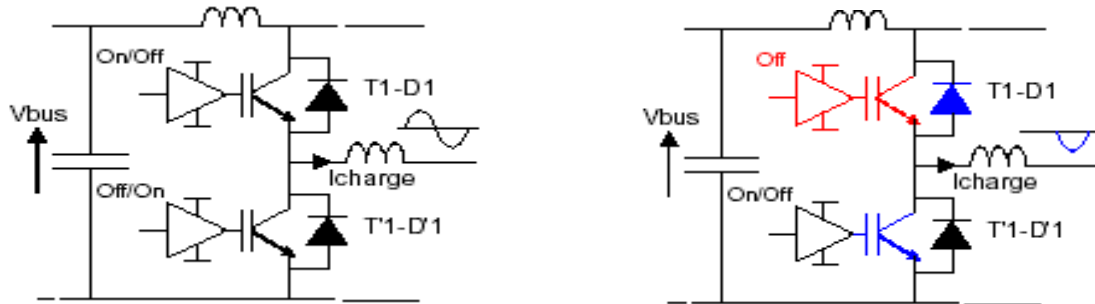 On/Off
T1-D1
Vbus
Icharge
Off/On
T'1-D'1
Off
T1-D1
Vbus
Icharge
On/Off
T'1-D'1